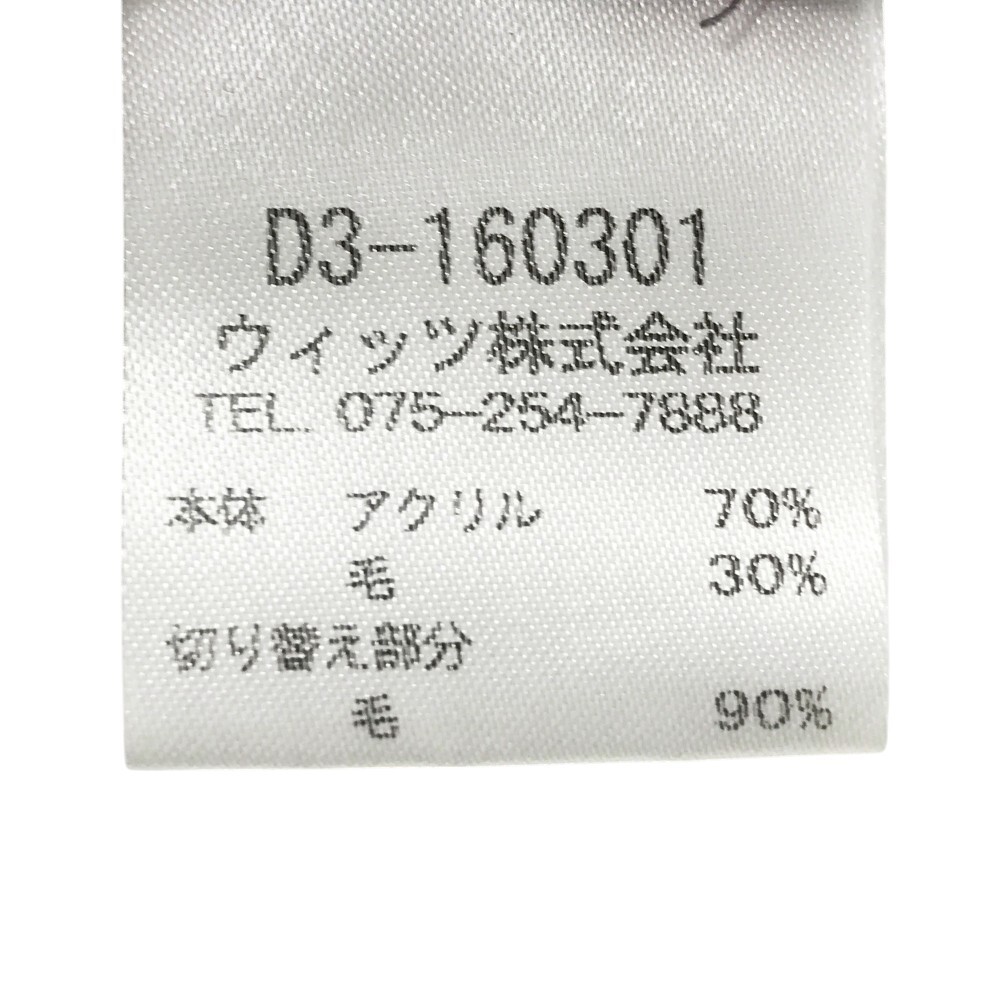 D3-160301
ウィッツ株式会社
TEL. 075-254-7888
本体 アクリル 70%
毛 30%
切り替え部分
毛 90%